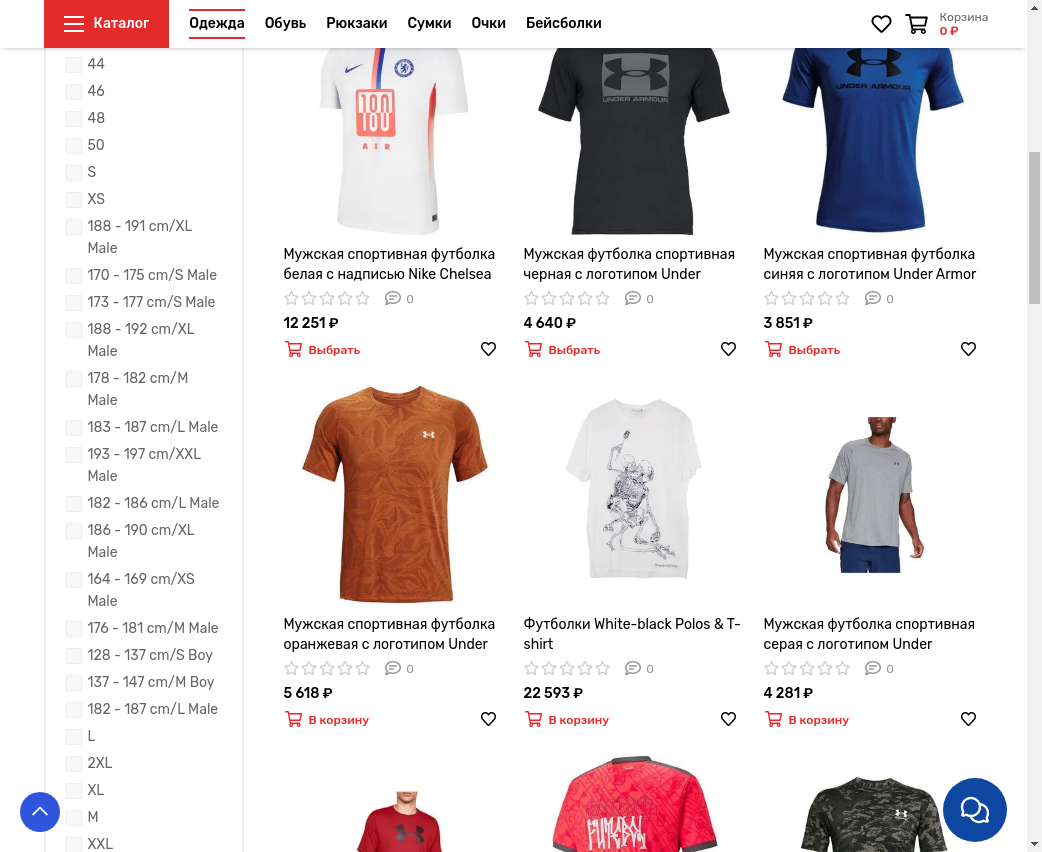 Каталог
Одежда
Обувь
Рюкзаки
Сумки
Очки
Бейсболки
Корзина
0 ₽
44
46
48
50
S
XS
188 - 191 cm/XL
Male
170 - 175 cm/S Male
173 - 177 cm/S Male
188 - 192 cm/XL
Male
178 - 182 cm/M
Male
183 - 187 cm/L Male
193 - 197 cm/XXL
Male
182 - 186 cm/L Male
186 - 190 cm/XL
Male
164 - 169 cm/XS
Male
176 - 181 cm/M Male
128 - 137 cm/S Boy
137 - 147 cm/M Boy
182 - 187 cm/L Male
L
2XL
XL
M
XXL
AIR
UNDER ARMOUR
UNDER ARMOUR
Мужская спортивная футболка
белая с надписью Nike Chelsea
0
12 251 ₽
Выбрать
Мужская футболка спортивная
черная с логотипом Under
0
4 640 ₽
Выбрать
Мужская спортивная футболка
синяя с логотипом Under Armor
0
3 851 ₽
Выбрать
Мужская спортивная футболка
оранжевая с логотипом Under
0
5 618 ₽
В корзину
Футболки White-black Polos & T-
shirt
0
22 593 ₽
В корзину
Мужская футболка спортивная
серая с логотипом Under
0
4 281 ₽
В корзину